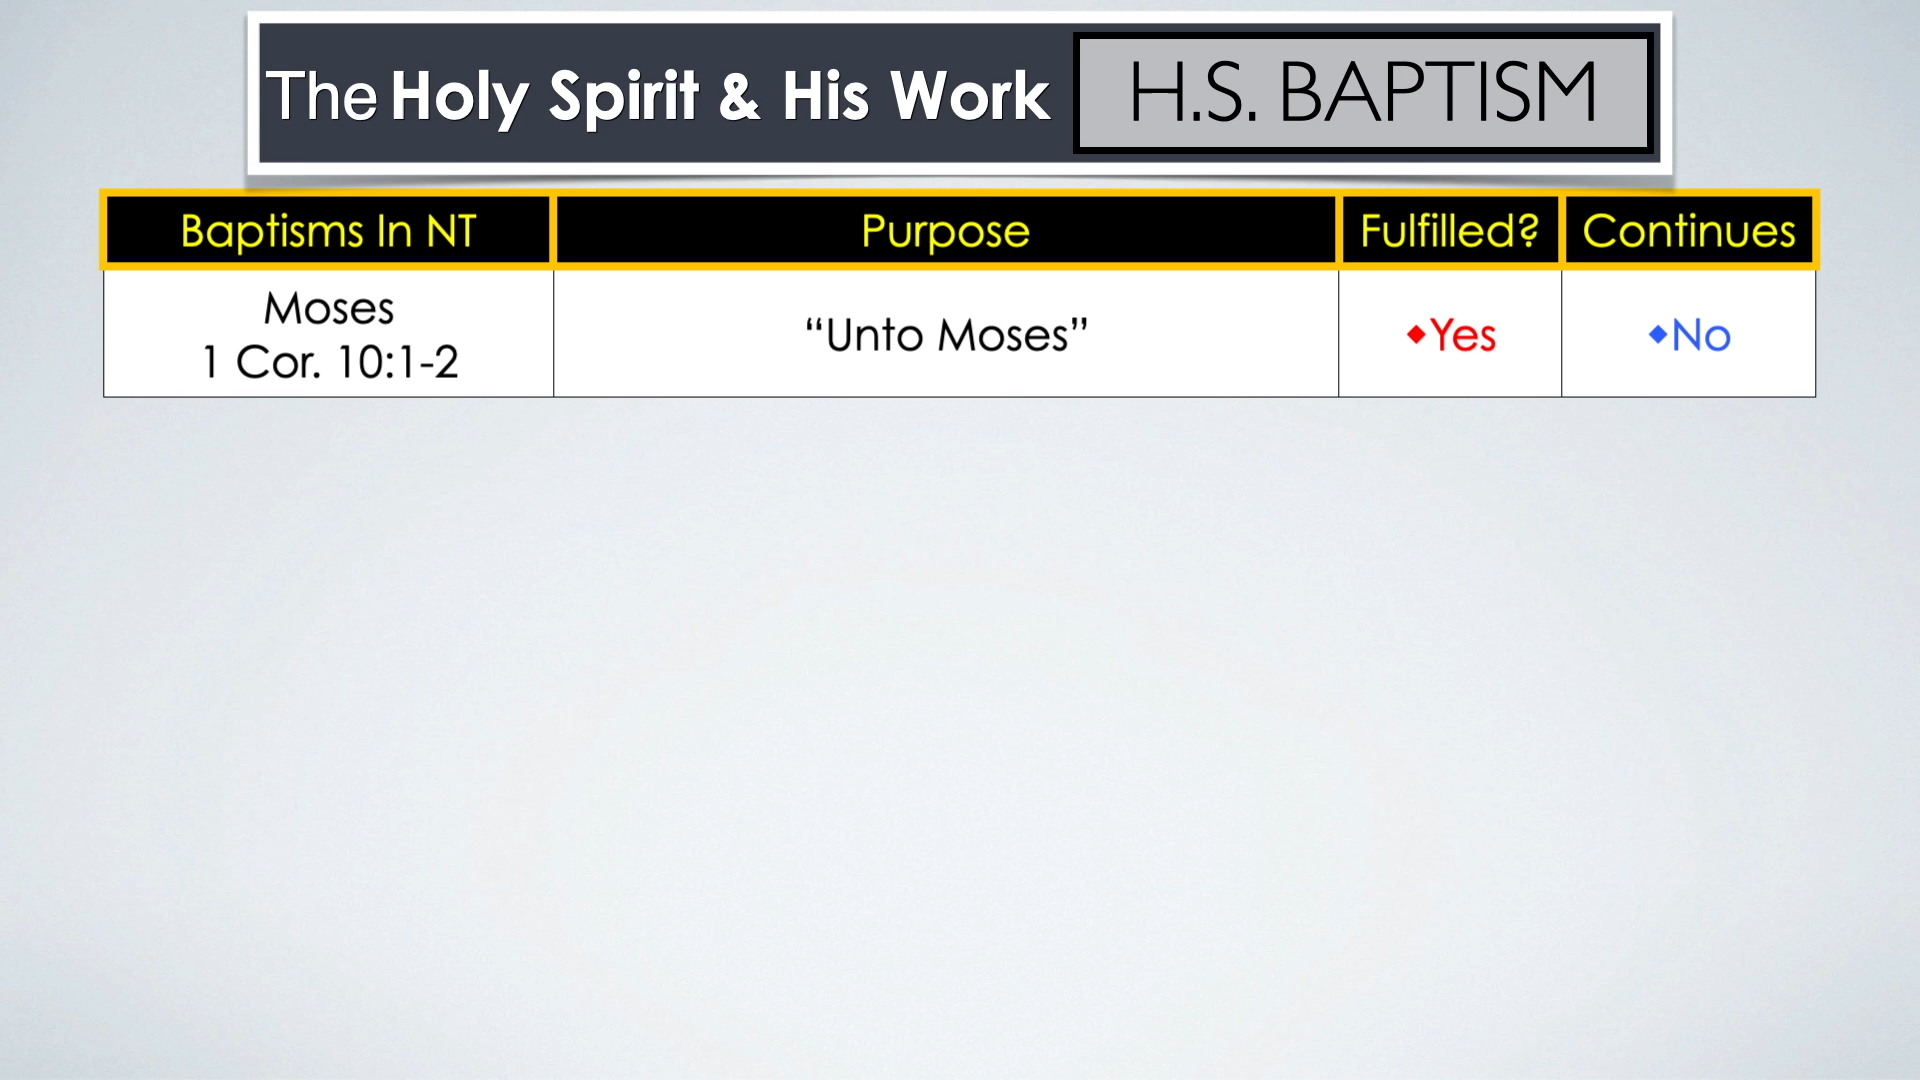 The Holy Spirit & His Work H.S. BAPTISM
Baptisms In NT Purpose Fulfilled? Continues
Moses
1 Cor. 10:1-2
“Unto Moses” ◆Yes ◆No